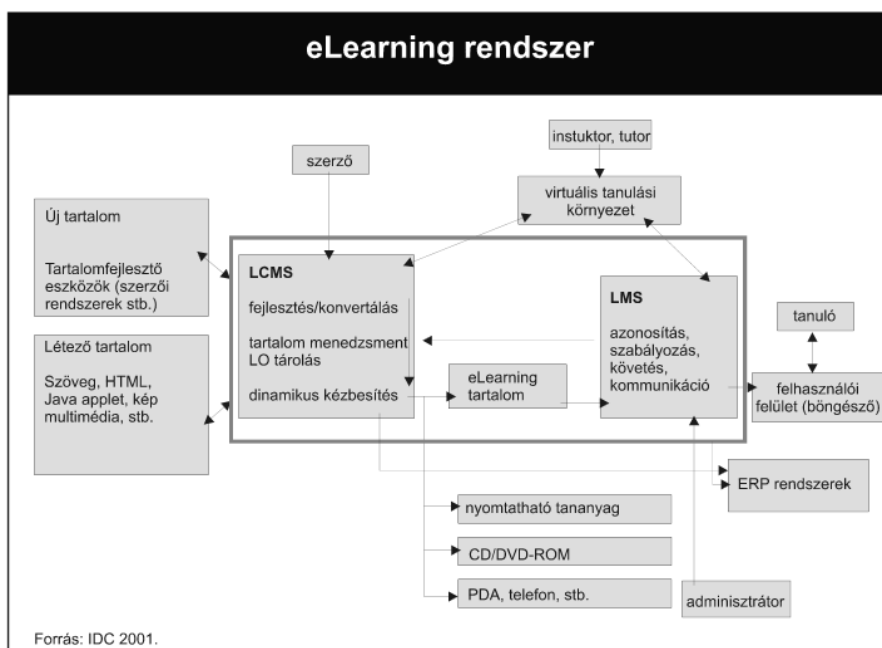 eLearning rendszer
instuktor, tutor
szerző
virtuális tanulási
környezet
Új tartalom
Tartalomfejlesztő
eszközök (szerzői
rendszerek stb.)
LCMS
fejlesztés/konvertálás
tartalom menedzsment
LO tárolás
dinamikus kézbesítés
LMS
azonosítás,
szabályozás,
követés,
kommunikáció
tanuló
Létező tartalom
Szöveg, HTML,
Java applet, kép
multimédia, stb.
eLearning
tartalom
felhasználói
felület (böngésző)
ERP rendszerek
nyomtatható tananyag
CD/DVD-ROM
PDA, telefon, stb.
adminisztrátor
Forrás: IDC 2001.